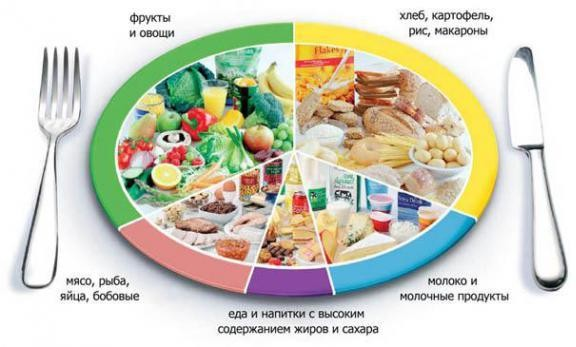 фрукты
и овощи
хлеб, картофель,
рис, макароны
Flakes
мясо, рыба,
яйца, бобовые
молоко и
молочные продукты
еда и напитки с высоким
содержанием жиров и сахара